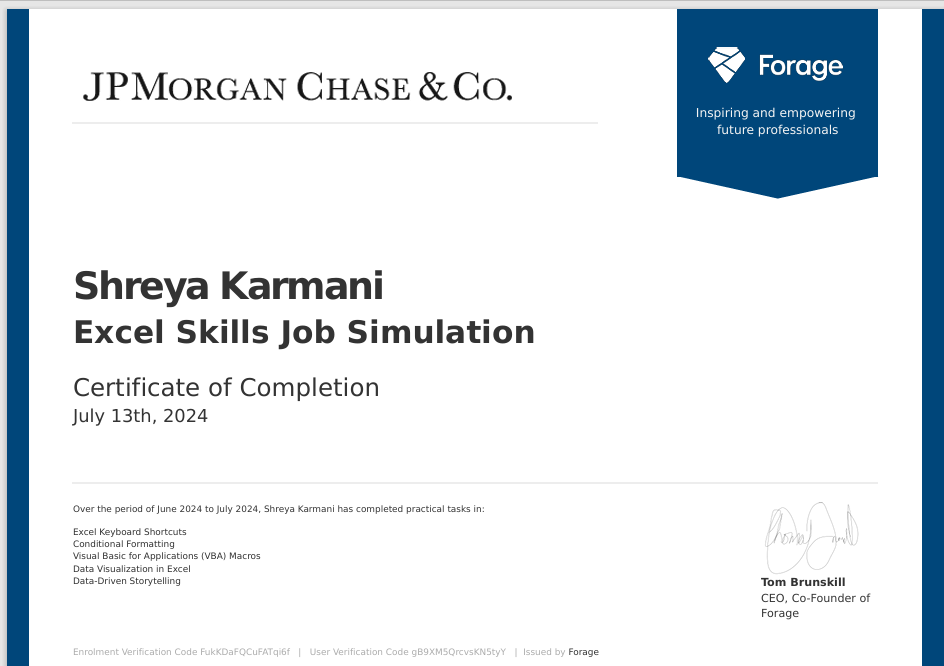 JPMORGAN CHASE & CO.
Forage
Inspiring and empowering
future professionals
Shreya Karmani
Excel Skills Job Simulation
Certificate of Completion
July 13th, 2024
Over the period of June 2024 to July 2024, Shreya Karmani has completed practical tasks in:
Excel Keyboard Shortcuts
Conditional Formatting
Visual Basic for Applications (VBA) Macros
Data Visualization in Excel
Data-Driven Storytelling
Tom Brunskill
CEO, Co-Founder of
Forage
Enrolment Verification Code FukKDaFQCuFATqi6f | User Verification Code gB9XM5QrcvsKN5tyY | Issued by Forage